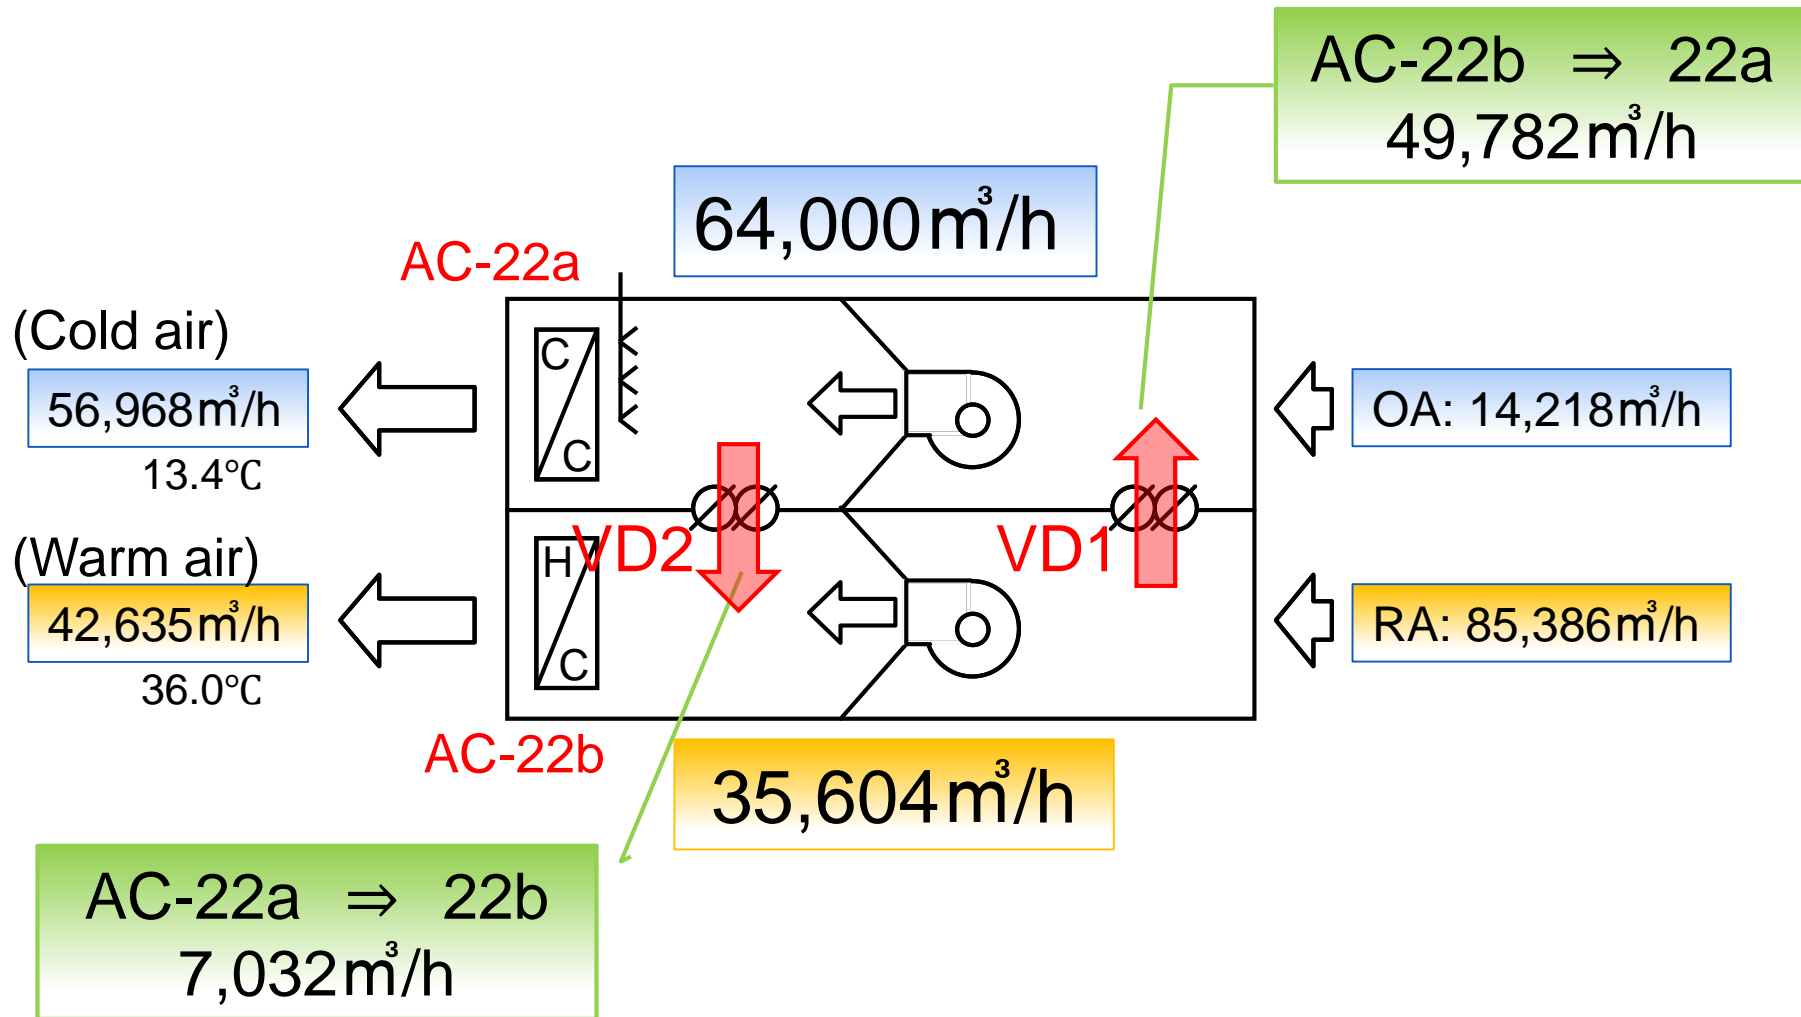 AC-22b ⇒ 22a
49,782㎥/h
64,000㎥/h
AC-22a
(Cold air)
56,968㎥/h
13.4℃
C
C
OA: 14,218㎥/h
VD2
VD1
(Warm air)
42,635㎥/h
36.0℃
H
C
RA: 85,386㎥/h
AC-22b
35,604㎥/h
AC-22a ⇒ 22b
7,032㎥/h